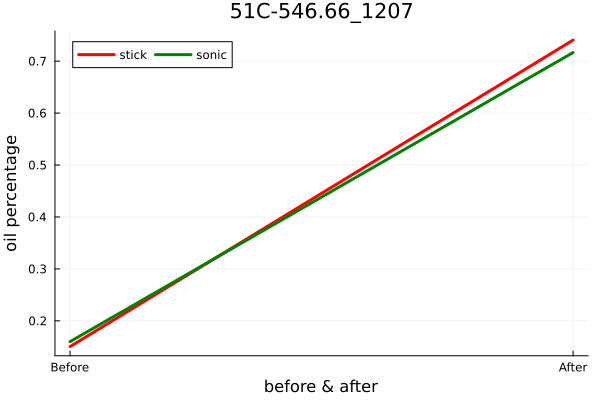 51C-546.66_1207
stick sonic
0.7
0.6
0.5
0.4
0.3
0.2
oil percentage
Before After
before & after